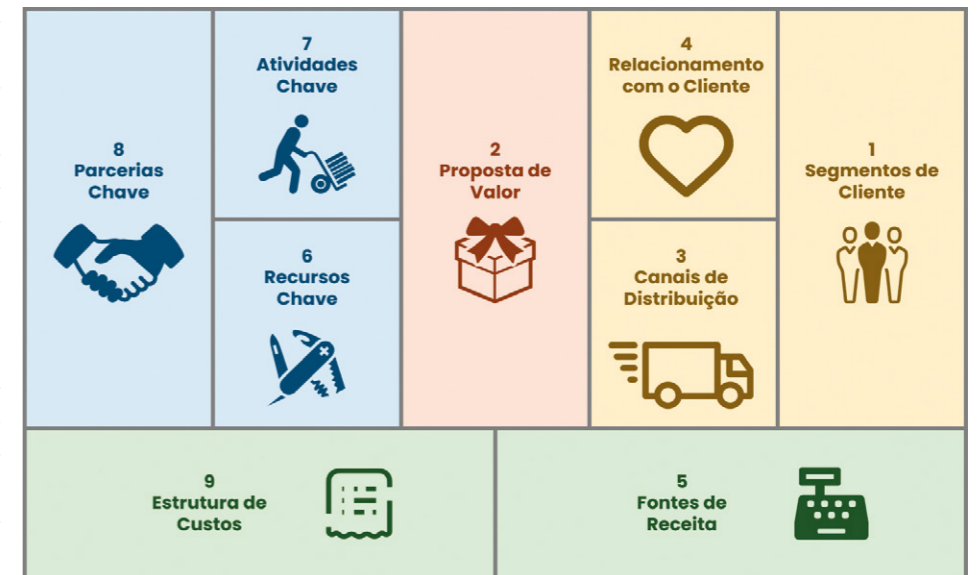 8
Parcerias
Chave
7
Atividades
Chave
6
Recursos
Chave
2
Proposta de
Valor
4
Relacionamento
com o Cliente
3
Canais de
Distribuição
1
Segmentos de
Cliente
9
Estrutura de
Custos
5
Fontes de
Receita